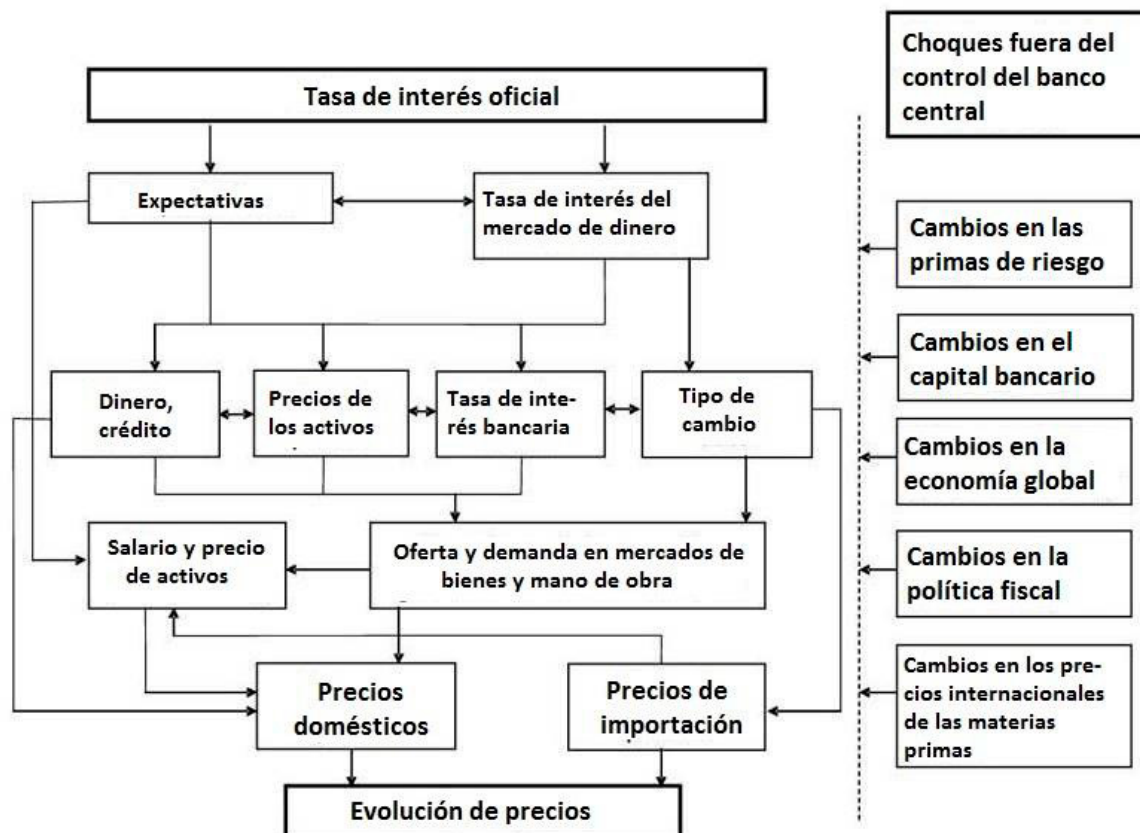 Tasa de interés oficial
Expectativas
Tasa de interés del
mercado de dinero
Dinero,
crédito
Precios de
los activos
Tasa de inte-
rés bancaria
Tipo de
cambio
Salario y precio
de activos
Oferta y demanda en mercados de
bienes y mano de obra
Precios
domésticos
Precios de
importación
Evolución de precios
Choques fuera del
control del banco
central
Cambios en las
primas de riesgo
Cambios en el
capital bancario
Cambios en la
economía global
Cambios en la
política fiscal
Cambios en los pre-
cios internacionales
de las materias
primas